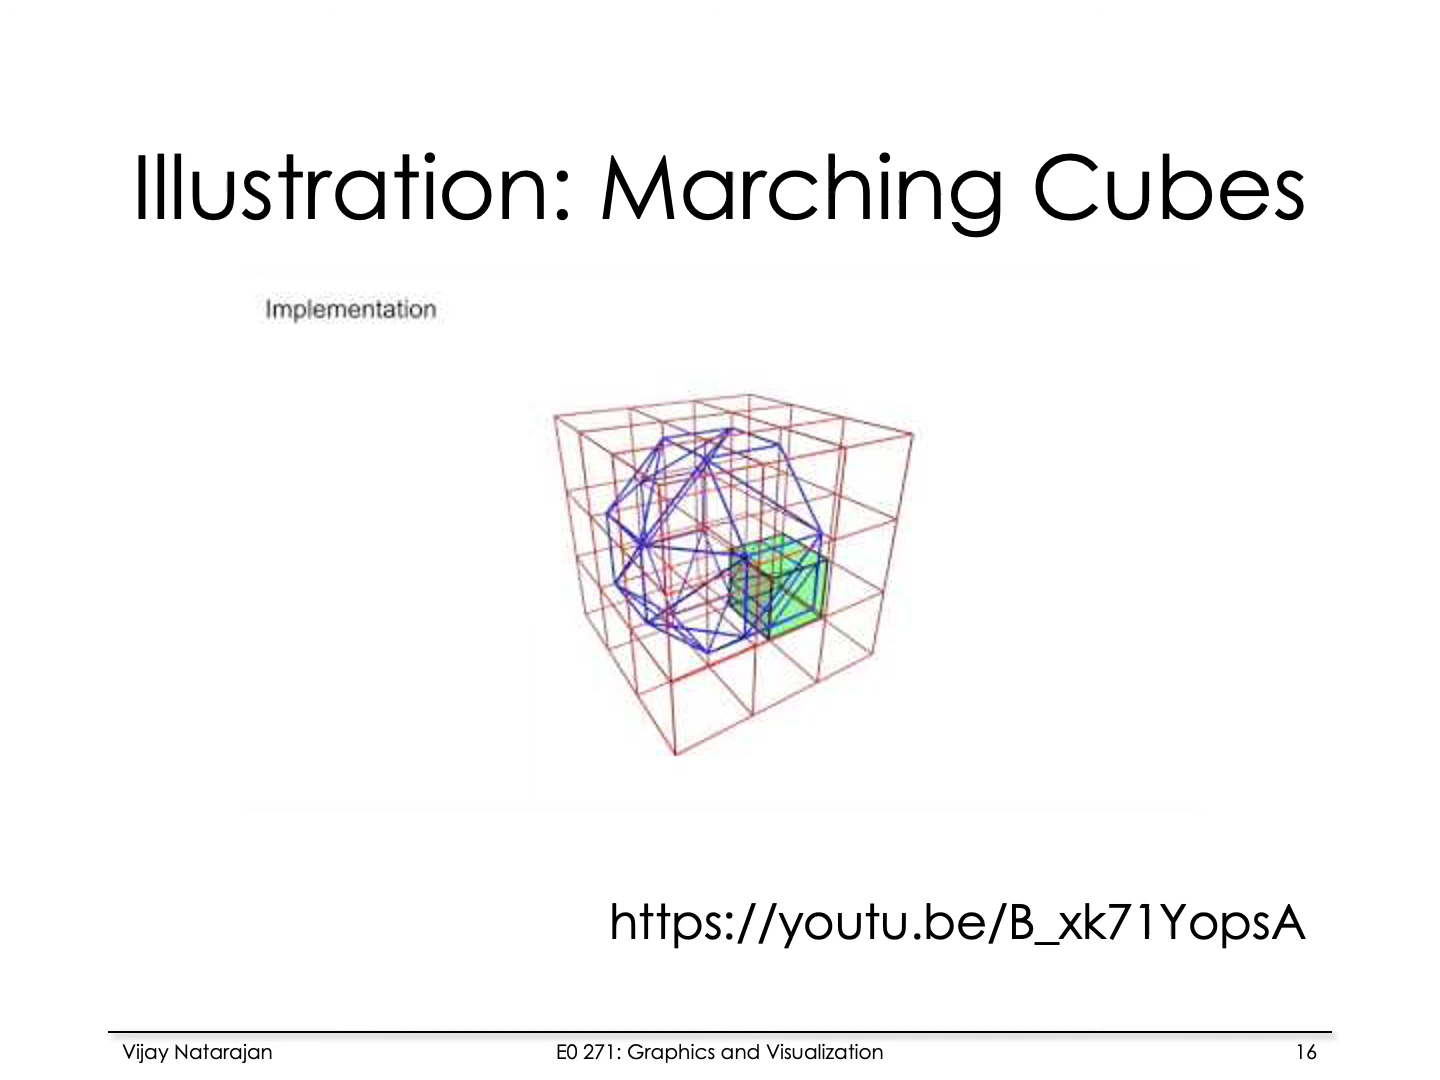 Illustration: Marching Cubes
Implementation
https://youtu.be/B_xk71YopsA
Vijay Natarajan
E0 271: Graphics and Visualization
16